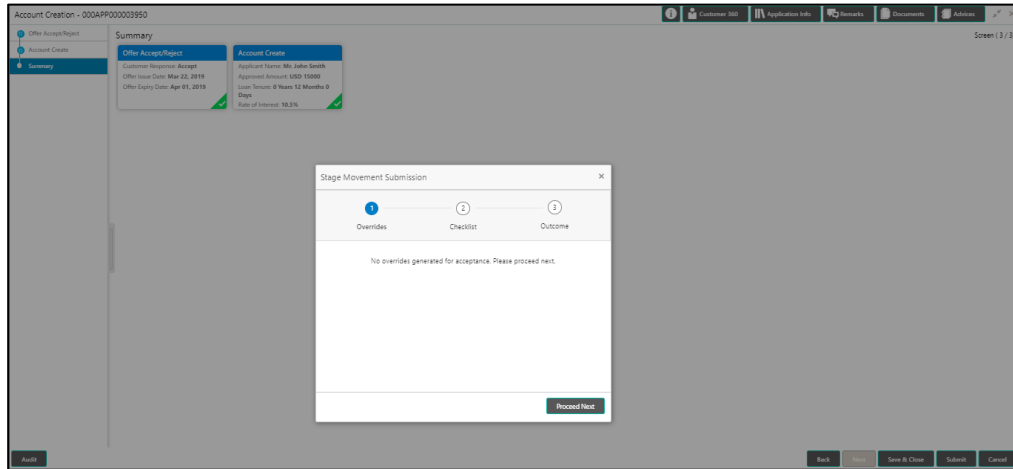 Account Creation - 000APP000003950
Customer 360
Application Info
Remarks
Documents
Advices
Offer Accept/Reject
Account Create
Summary
Summary
Screen ( 3 / 3
Offer Accept/Reject
Customer Response: Accept
Offer Issue Date: Mar 22, 2019
Offer Expiry Date: Apr 01, 2019
Account Create
Applicant Name: Mr. John Smith
Approved Amount: USD 15000
Loan Tenure: 0 Years 12 Months 0
Days
Rate of Interest: 10.5%
Stage Movement Submission
1
2
3
Overrides
Checklist
Outcome
No overrides generated for acceptance. Please proceed next.
Proceed Next
Audit
Back
Next
Save & Close
Submit
Cancel